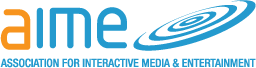 aime
ASSOCIATION FOR INTERACTIVE MEDIA & ENTERTAINMENT